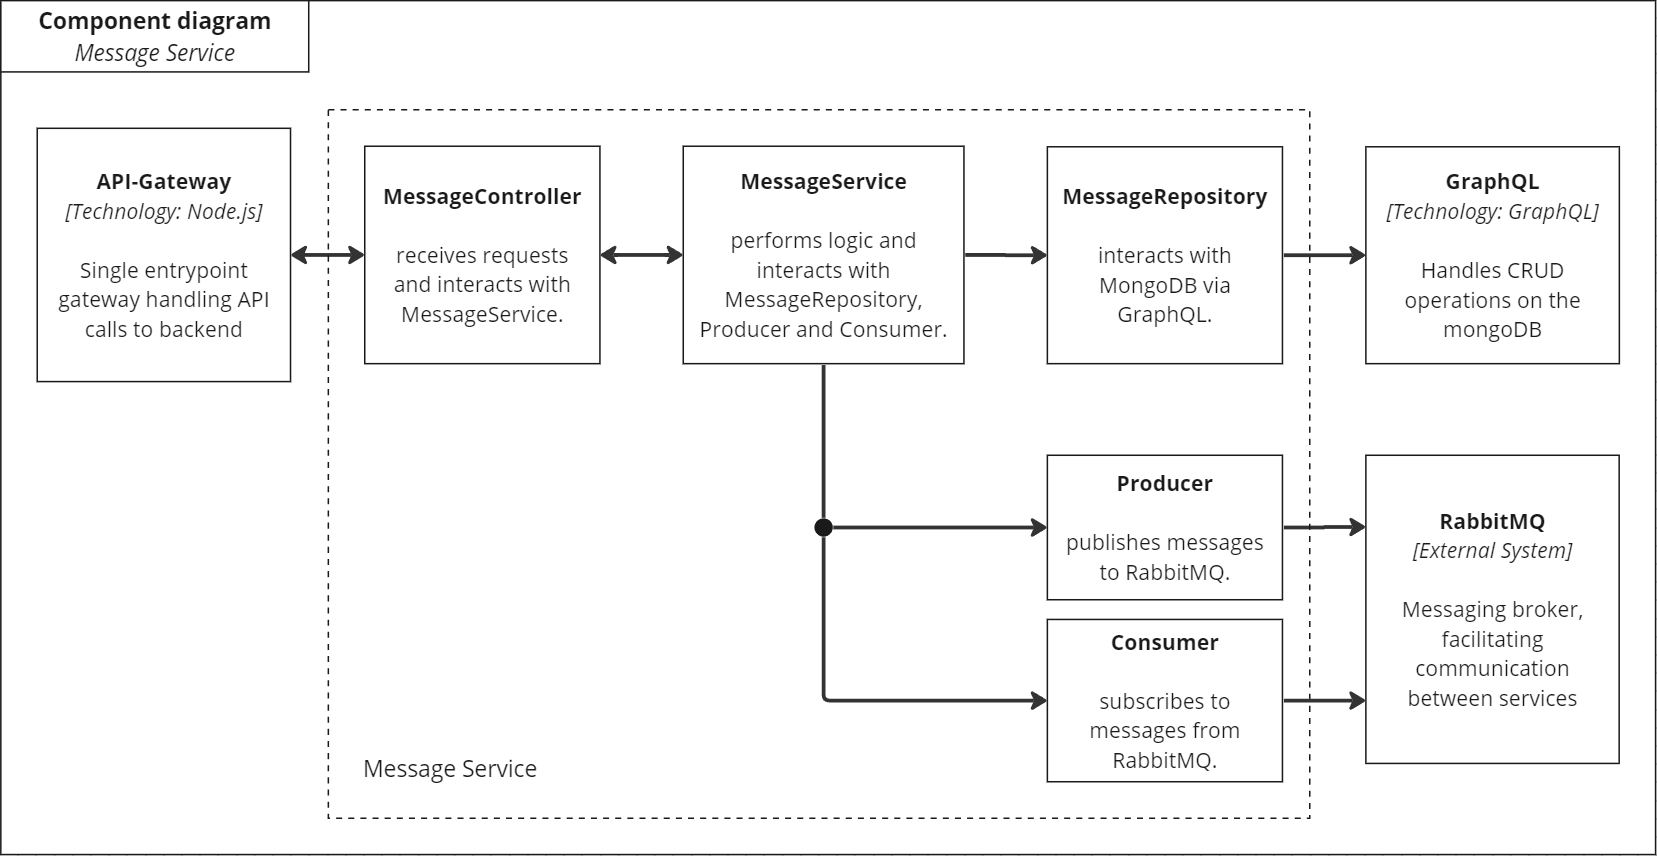 Component diagram
Message Service
API-Gateway
[Technology: Node.js]
Single entrypoint
gateway handling API
calls to backend
MessageController
receives requests
and interacts with
MessageService.
MessageService
performs logic and
interacts with
MessageRepository,
Producer and Consumer.
MessageRepository
interacts with
MongoDB via
GraphQL.
GraphQL
[Technology: GraphQL]
Handles CRUD
operations on the
mongoDB
Producer
publishes messages
to RabbitMQ.
Consumer
subscribes to
messages from
RabbitMQ.
RabbitMQ
[External System]
Messaging broker,
facilitating
communication
between services
Message Service